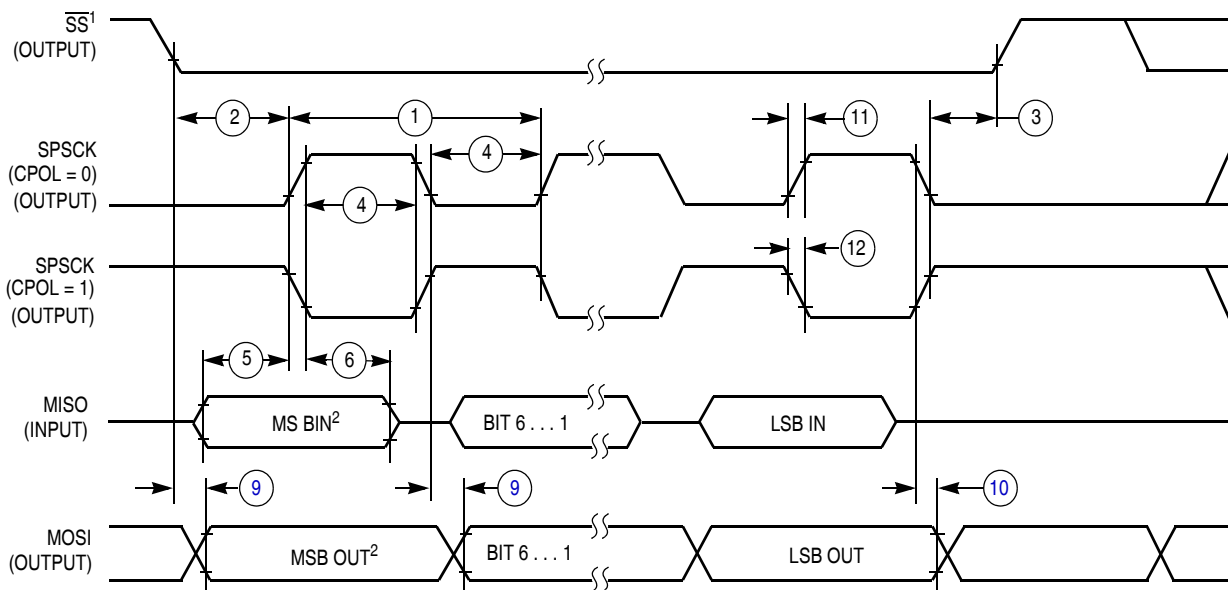 SS¹
(OUTPUT)
2
1
11
3
SPSCK
(CPOL = 0)
(OUTPUT)
4
4
SPSCK
(CPOL = 1)
(OUTPUT)
12
5
6
MISO
(INPUT)
MS BIN²
BIT 6 . . . 1
LSB IN
9
9
10
MOSI
(OUTPUT)
MSB OUT²
BIT 6 . . . 1
LSB OUT